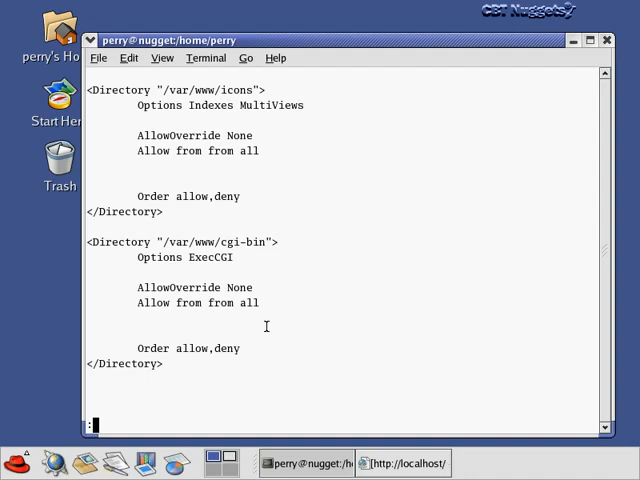 CBT Nuggets
perry's Ho
Start Her
Trash
perry@nugget:/home/perry
File Edit View Terminal Go Help
<Directory "/var/www/icons">
Options Indexes MultiViews
AllowOverride None
Allow from from all
Order allow,deny
</Directory>
<Directory "/var/www/cgi-bin">
Options ExecCGI
AllowOverride None
Allow from from all
Order allow,deny
</Directory>
:
perry@nugget:/h
[http://localhost/